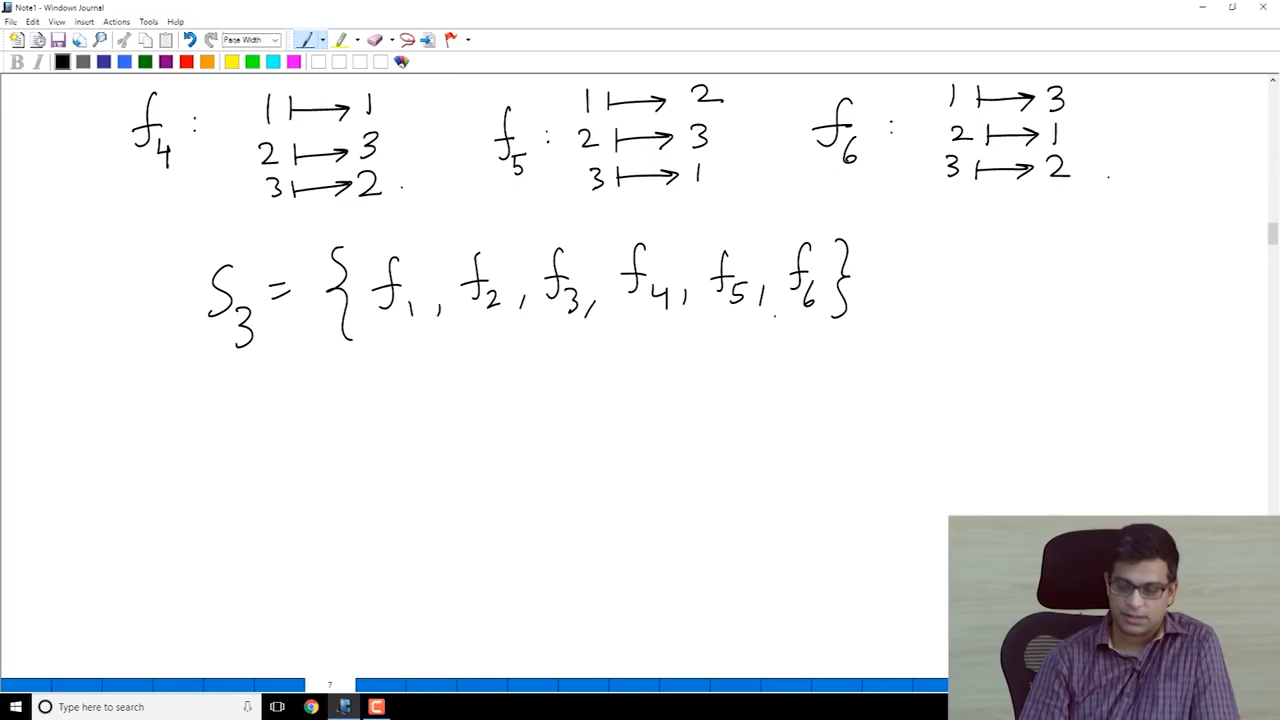 Note1 - Windows Journal
File Edit View Insert Actions Tools Help
Page Width
B I
f₄ : 1 ↦ 1 f₅ : 1 ↦ 2 f₆ : 1 ↦ 3
2 ↦ 3 2 ↦ 3 2 ↦ 1
3 ↦ 2 . 3 ↦ 1 3 ↦ 2 .
S₃ = { f₁ , f₂ , f₃ , f₄ , f₅ , f₆ }
7
Type here to search